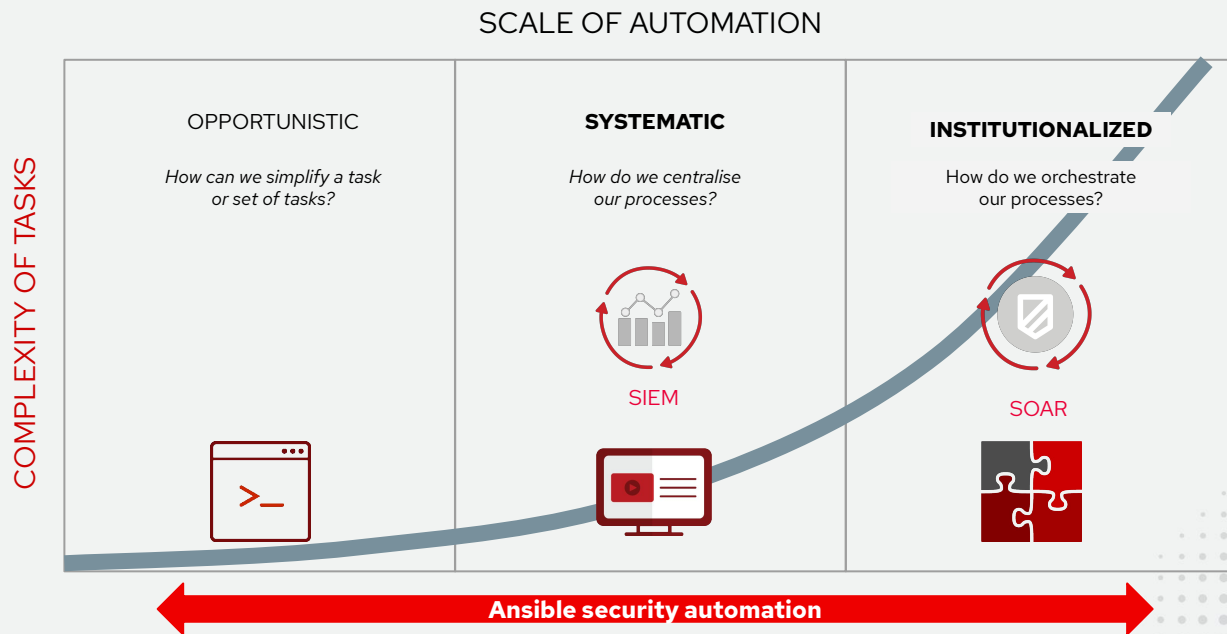 SCALE OF AUTOMATION
COMPLEXITY OF TASKS
OPPORTUNISTIC
How can we simplify a task
or set of tasks?
SYSTEMATIC
How do we centralise
our processes?
SIEM
INSTITUTIONALIZED
How do we orchestrate
our processes?
SOAR
>_
Ansible security automation